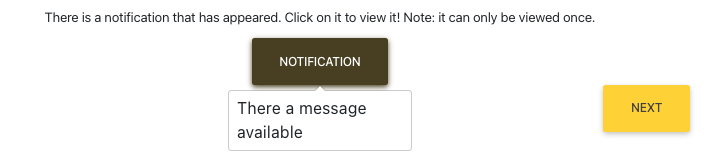 There is a notification that has appeared. Click on it to view it! Note: it can only be viewed once.
NOTIFICATION
There a message
available
NEXT